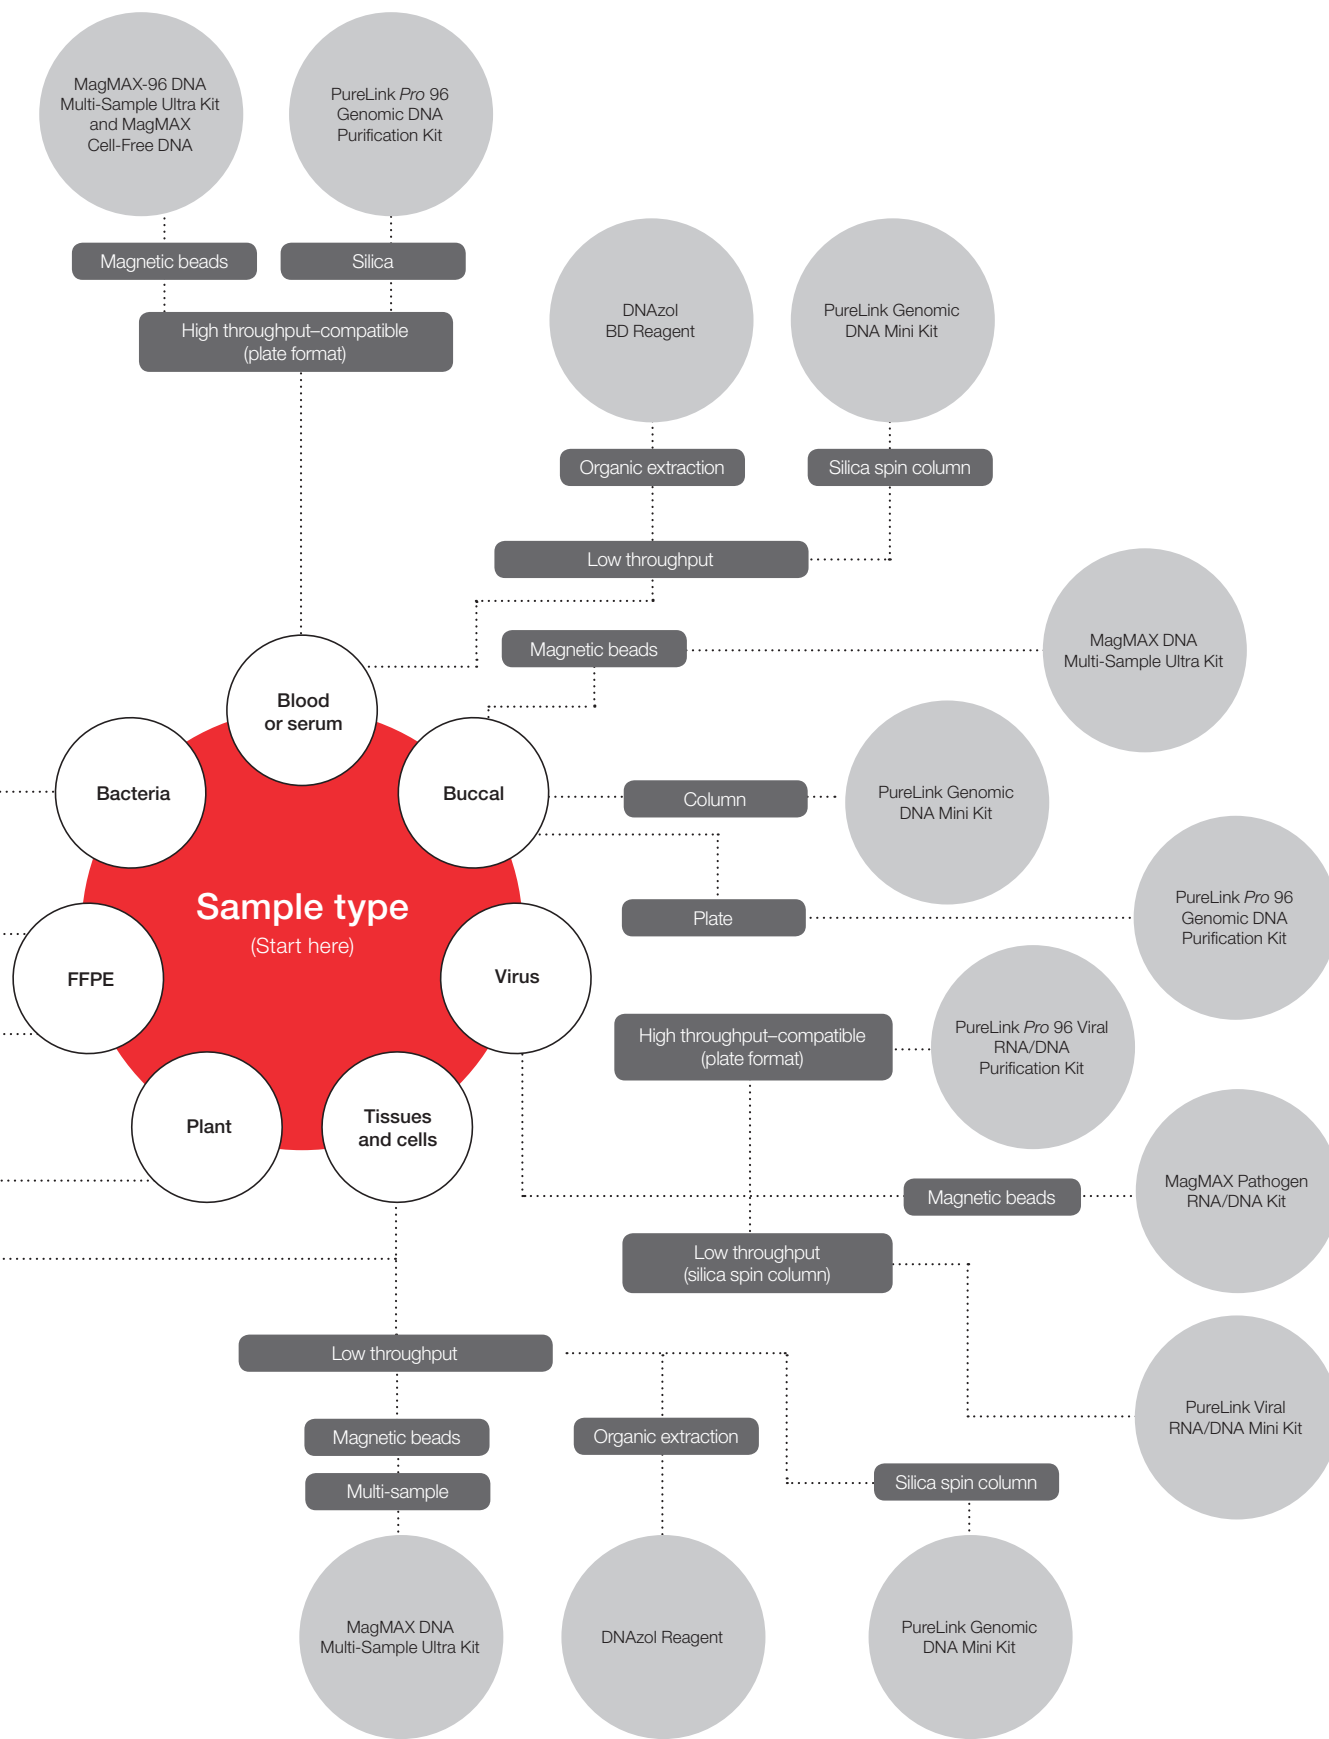 MagMAX-96 DNA
Multi-Sample Ultra Kit
and MagMAX
Cell-Free DNA
PureLink Pro 96
Genomic DNA
Purification Kit
Magnetic beads
Silica
High throughput–compatible
(plate format)
DNAzol
BD Reagent
PureLink Genomic
DNA Mini Kit
Organic extraction
Silica spin column
Low throughput
Magnetic beads
MagMAX DNA
Multi-Sample Ultra Kit
Blood
or serum
Bacteria
Buccal
Column
PureLink Genomic
DNA Mini Kit
Sample type
(Start here)
Plate
PureLink Pro 96
Genomic DNA
Purification Kit
FFPE
Virus
High throughput–compatible
(plate format)
PureLink Pro 96 Viral
RNA/DNA
Purification Kit
Plant
Tissues
and cells
Magnetic beads
MagMAX Pathogen
RNA/DNA Kit
Low throughput
(silica spin column)
Low throughput
PureLink Viral
RNA/DNA Mini Kit
Magnetic beads
Organic extraction
Multi-sample
Silica spin column
MagMAX DNA
Multi-Sample Ultra Kit
DNAzol Reagent
PureLink Genomic
DNA Mini Kit